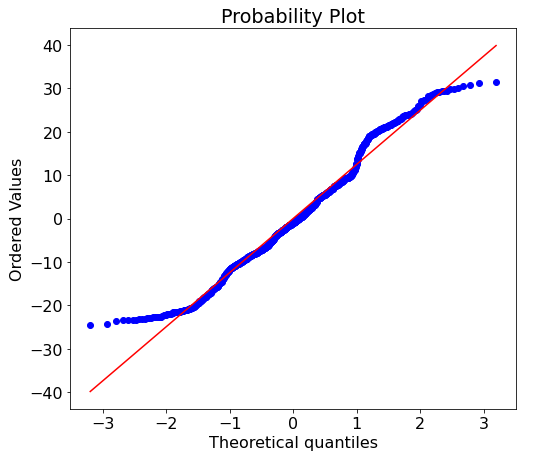 Probability Plot
40
30
20
10
0
−10
−20
−30
−40
Ordered Values
−3 −2 −1 0 1 2 3
Theoretical quantiles